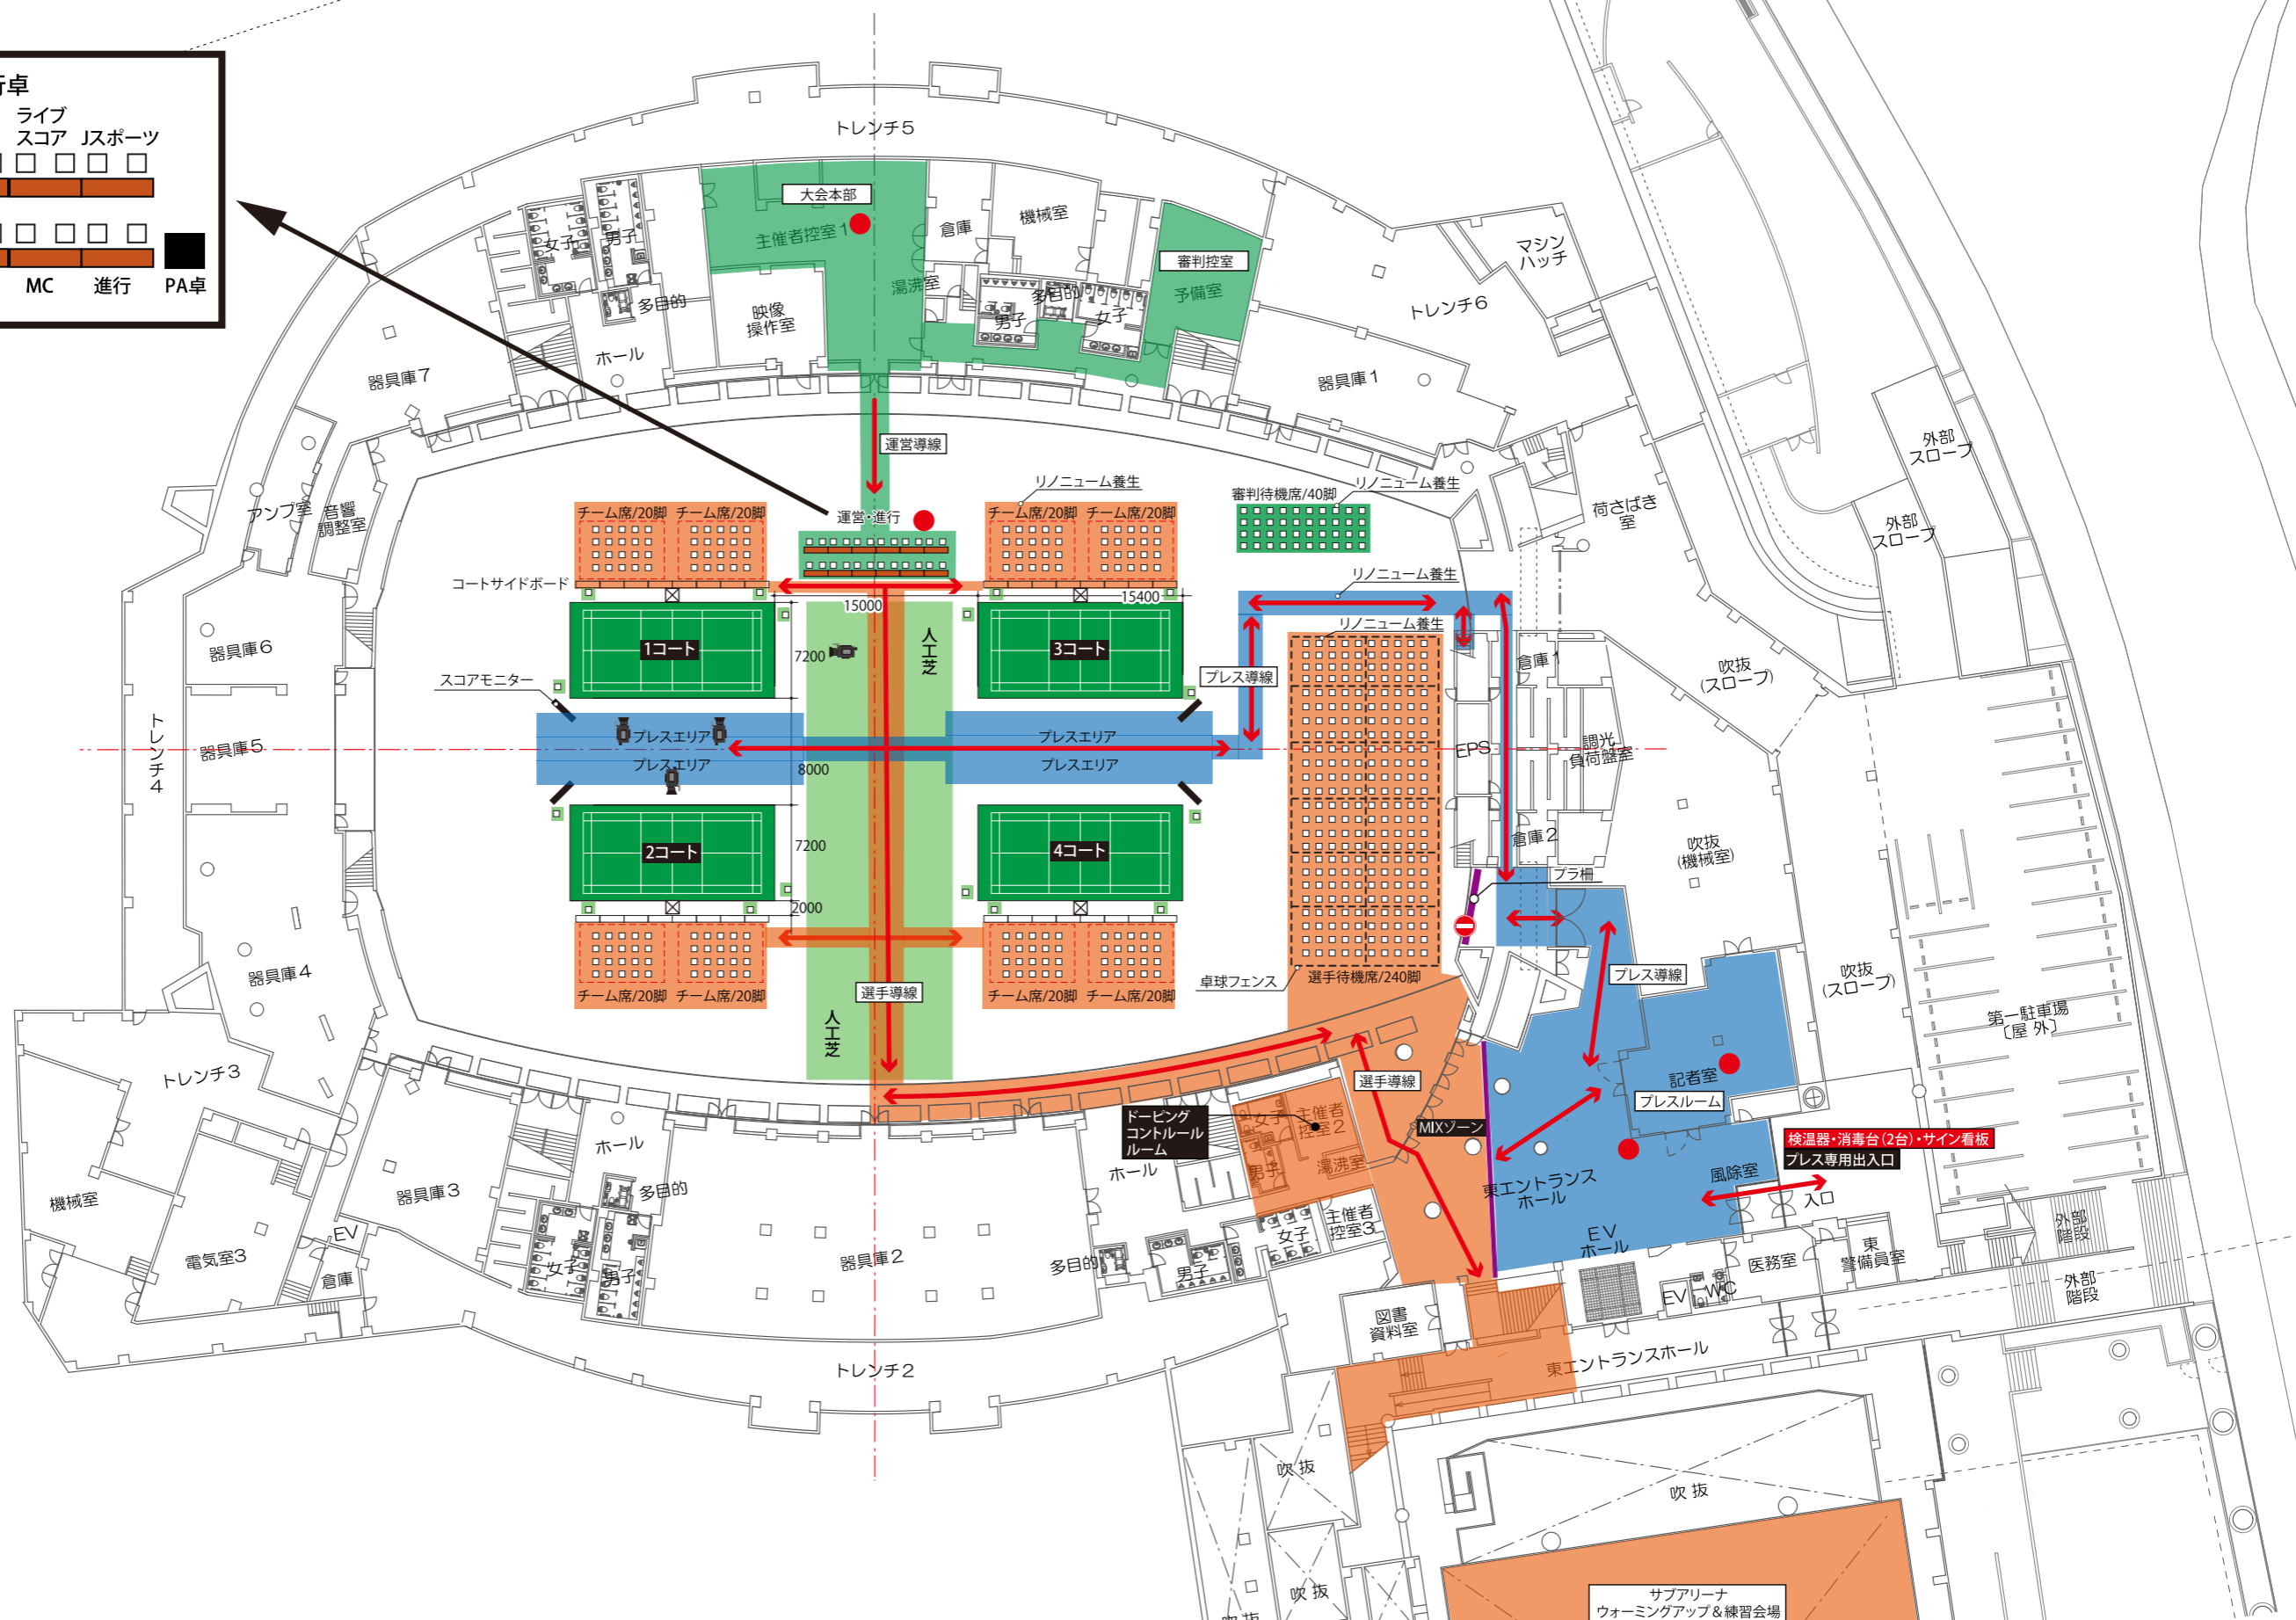 行卓
ライブ
スコア Jスポーツ
MC 進行 PA卓
トレンチ5
大会本部
主催者控室1
倉庫
機械室
審判控室
予備室
湯沸室
女子
男子
多目的
映像
操作室
ホール
男子
多目的
女子
マシン
ハッチ
トレンチ6
器具庫7
器具庫1
運営導線
外部
スロープ
外部
スロープ
荷さばき
室
アンプ室
音響
調整室
リノニューム養生
審判待機席/40脚
リノニューム養生
チーム席/20脚 チーム席/20脚
運営・進行
チーム席/20脚 チーム席/20脚
コートサイドボード
15000
15400
リノニューム養生
リノニューム養生
1コート
7200
人工芝
3コート
プレス導線
倉庫1
吹抜
(スロープ)
器具庫6
スコアモニター
トレンチ4
器具庫5
プレスエリア
プレスエリア
プレスエリア
プレスエリア
8000
EPS
調光
負荷盤室
2コート
7200
4コート
倉庫2
吹抜
(機械室)
プラ柵
2000
器具庫4
チーム席/20脚 チーム席/20脚
選手導線
チーム席/20脚 チーム席/20脚
卓球フェンス
選手待機席/240脚
プレス導線
吹抜
(スロープ)
第一駐車場
〔屋 外〕
人工芝
トレンチ3
選手導線
記者室
プレスルーム
ドーピング
コントルール
ルーム
女子
主催者
控室2
男子
湯沸室
MIXゾーン
検温器・消毒台(2台)・サイン看板
プレス専用出入口
風除室
入口
東エントランス
ホール
機械室
電気室3
EV
倉庫
器具庫3
ホール
多目的
女子
男子
器具庫2
ホール
多目的
男子
女子
主催者
控室3
EV
ホール
医務室
東
警備員室
外部
階段
外部
階段
EV
WC
図書
資料室
東エントランスホール
トレンチ2
吹抜
吹抜
吹抜
吹抜
サブアリーナ
ウォーミングアップ&練習会場